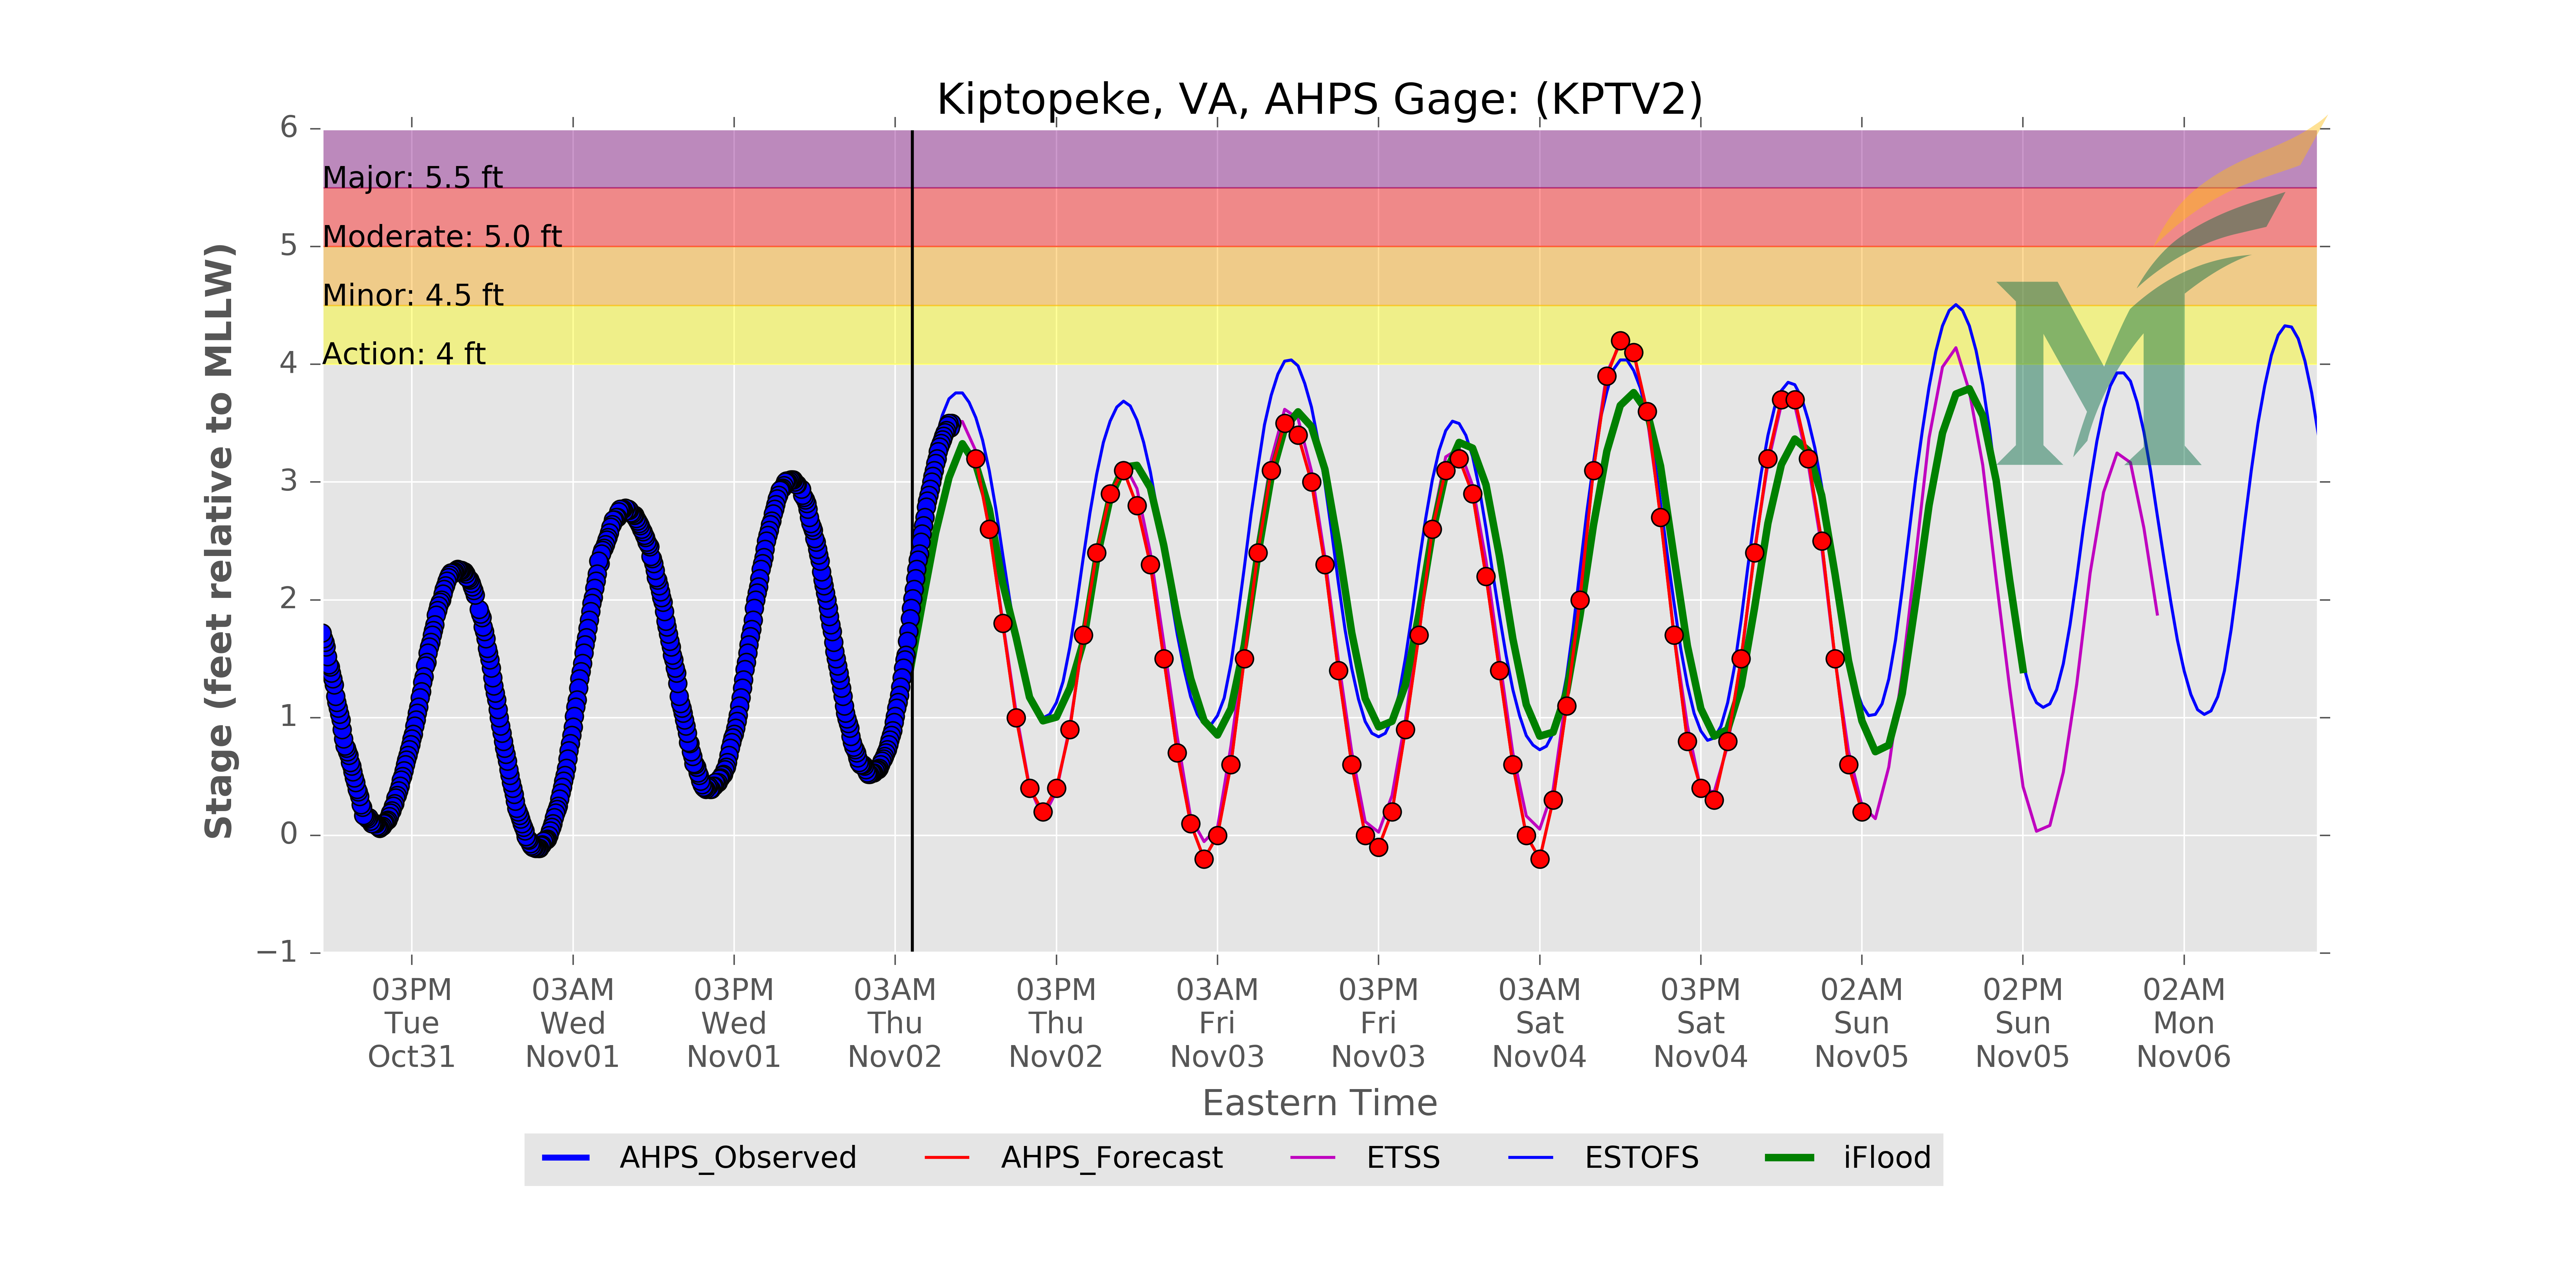 Kiptopeke, VA, AHPS Gage: (KPTV2)
Stage (feet relative to MLLW)
6
5
4
3
2
1
0
−1
Major: 5.5 ft
Moderate: 5.0 ft
Minor: 4.5 ft
Action: 4 ft
M
03PM 03AM 03PM 03AM 03PM 03AM 03PM 03AM 03PM 02AM 02PM 02AM
Tue Wed Wed Thu Thu Fri Fri Sat Sat Sun Sun Mon
Oct31 Nov01 Nov01 Nov02 Nov02 Nov03 Nov03 Nov04 Nov04 Nov05 Nov05 Nov06
Eastern Time
AHPS_Observed AHPS_Forecast ETSS ESTOFS iFlood